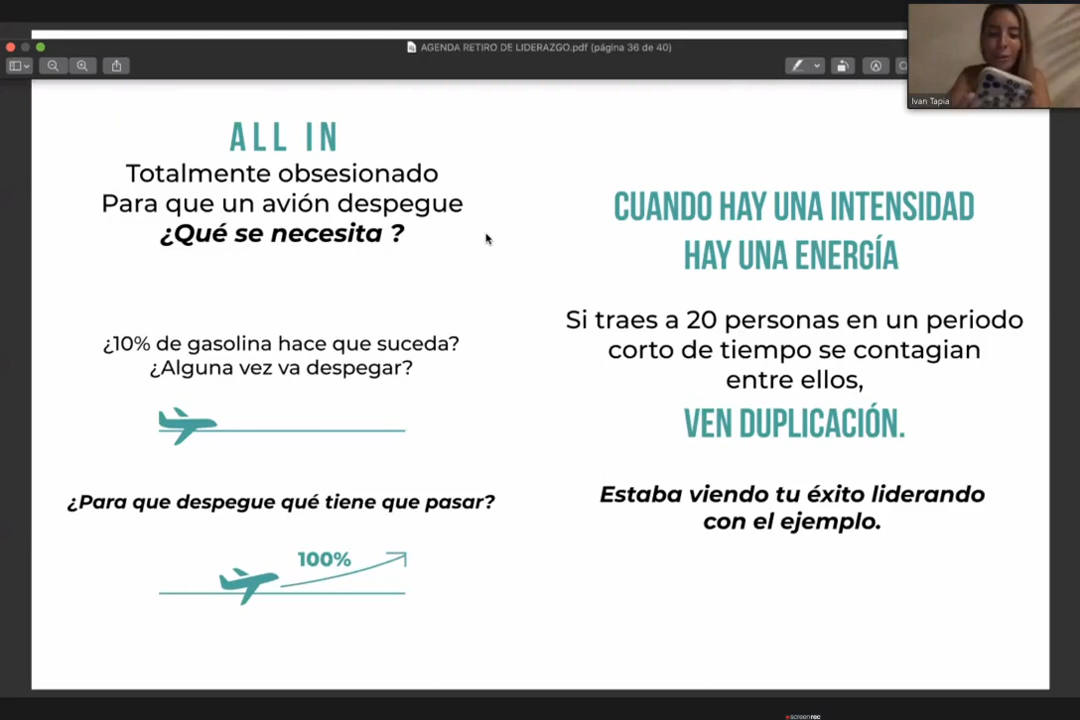 AGENDA RETIRO DE LIDERAZGO.pdf (página 36 de 40)
Ivan Tapia
ALL IN
Totalmente obsesionado
Para que un avión despegue
¿Qué se necesita ?
¿10% de gasolina hace que suceda?
¿Alguna vez va despegar?
¿Para que despegue qué tiene que pasar?
100%
CUANDO HAY UNA INTENSIDAD
HAY UNA ENERGÍA
Si traes a 20 personas en un periodo
corto de tiempo se contagian
entre ellos,
VEN DUPLICACIÓN.
Estaba viendo tu éxito liderando
con el ejemplo.
screenrec